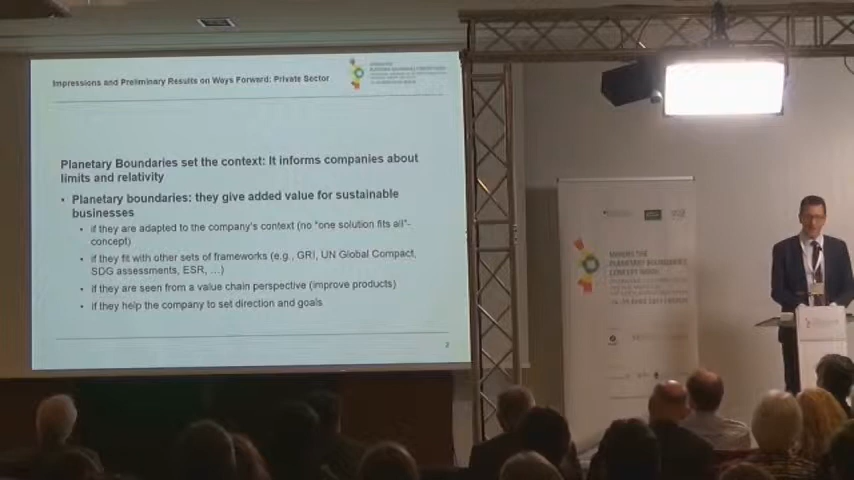 Impressions and Preliminary Results on Ways Forward: Private Sector
Planetary Boundaries set the context: It informs companies about
limits and relativity
• Planetary boundaries: they give added value for sustainable
businesses
• if they are adapted to the company's context (no "one solution fits all"-
concept)
• if they fit with other sets of frameworks (e.g., GRI, UN Global Compact,
SDG assessments, ESR, ...)
• if they are seen from a value chain perspective (improve products)
• if they help the company to set direction and goals
2
MAKING THE
PLANETARY BOUNDARIES
CONCEPT WORK